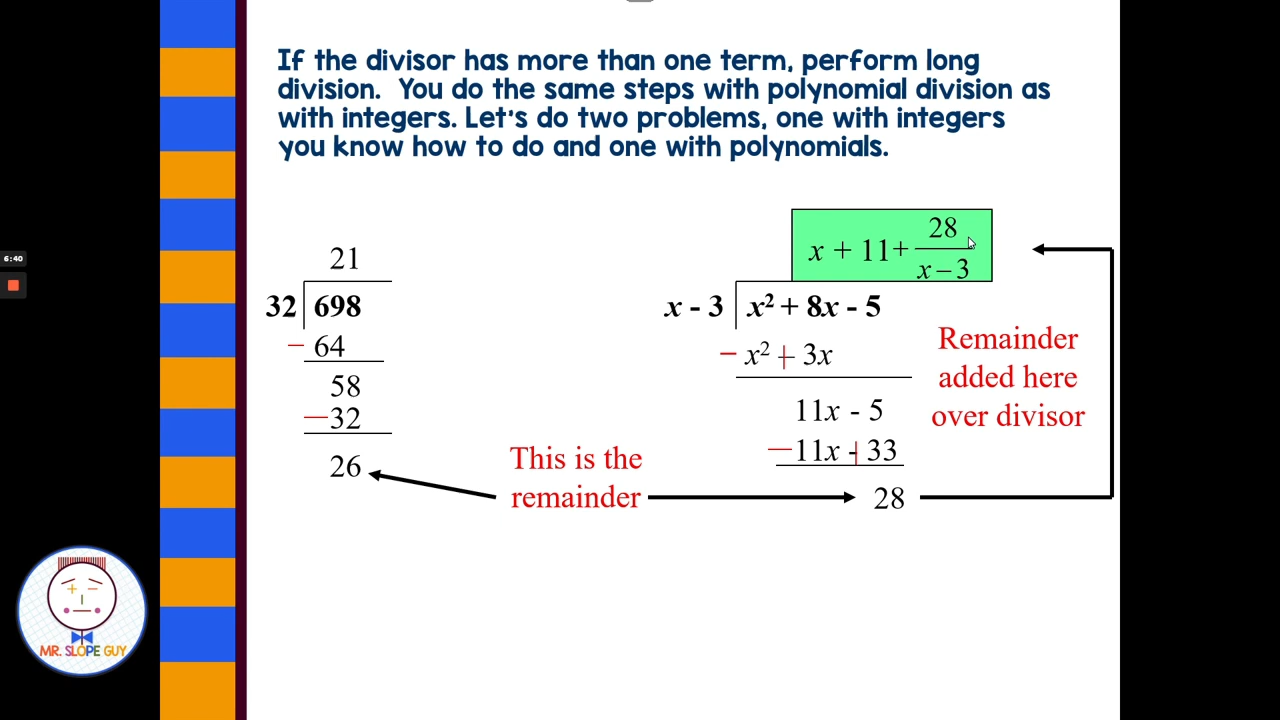 If the divisor has more than one term, perform long
division. You do the same steps with polynomial division as
with integers. Let's do two problems, one with integers
you know how to do and one with polynomials.
21
32 698
− 64
58
− 32
26
This is the
remainder
x + 11 + 28/(x − 3)
x - 3 x² + 8x - 5
− x² + 3x
11x - 5
− 11x + 33
28
Remainder
added here
over divisor
6:40
MR. SLOPE GUY